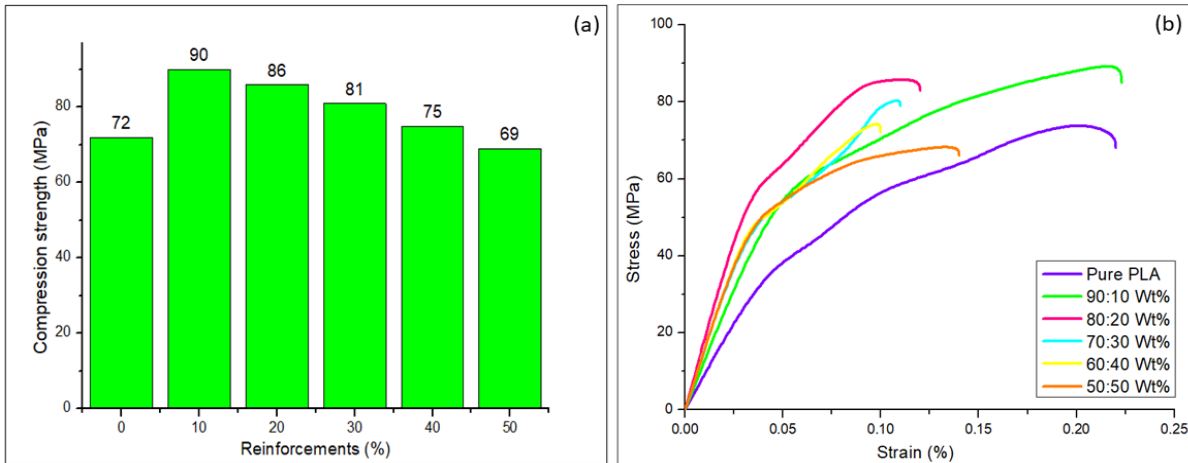 (a)
90
86
81
75
72
69
80
60
40
20
0
Compression strength (MPa)
0 10 20 30 40 50
Reinforcements (%)
(b)
100
80
60
40
20
0
Stress (MPa)
Pure PLA
90:10 Wt%
80:20 Wt%
70:30 Wt%
60:40 Wt%
50:50 Wt%
0.00 0.05 0.10 0.15 0.20 0.25
Strain (%)